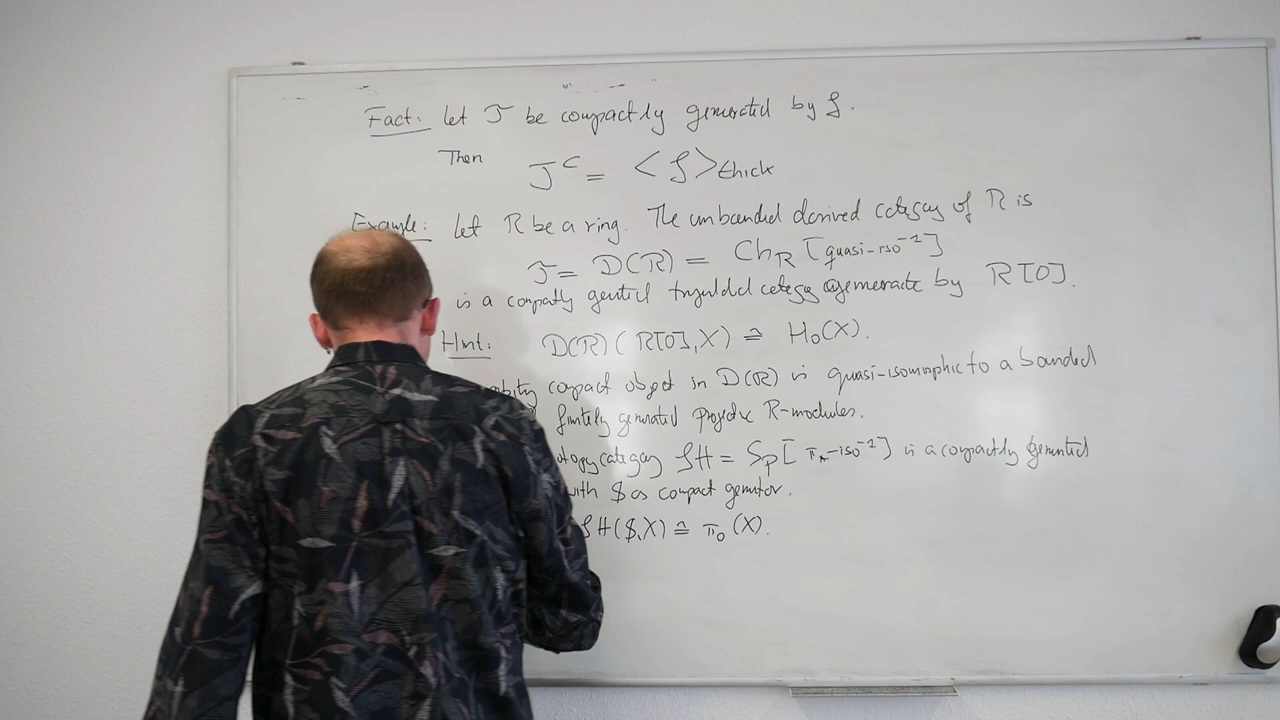 Fact: Let 𝒯 be compactly generated by 𝒮.
Then 𝒯^c = <𝒮>thick
Example: Let R be a ring. The unbounded derived category of R is
𝒯 = D(R) = Ch_R [quasi-iso⁻¹]
is a compactly generated triangulated category generated by R[0].
Hint: D(R)(R[0], X) ≅ H₀(X).
compact object in D(R) is quasi-isomorphic to a bounded
finitely generated projective R-modules.
category 𝒮H = Sp[π_*-iso⁻¹] is a compactly generated
with 𝕊 as compact generator.
𝒮H(𝕊,X) ≅ π₀(X).